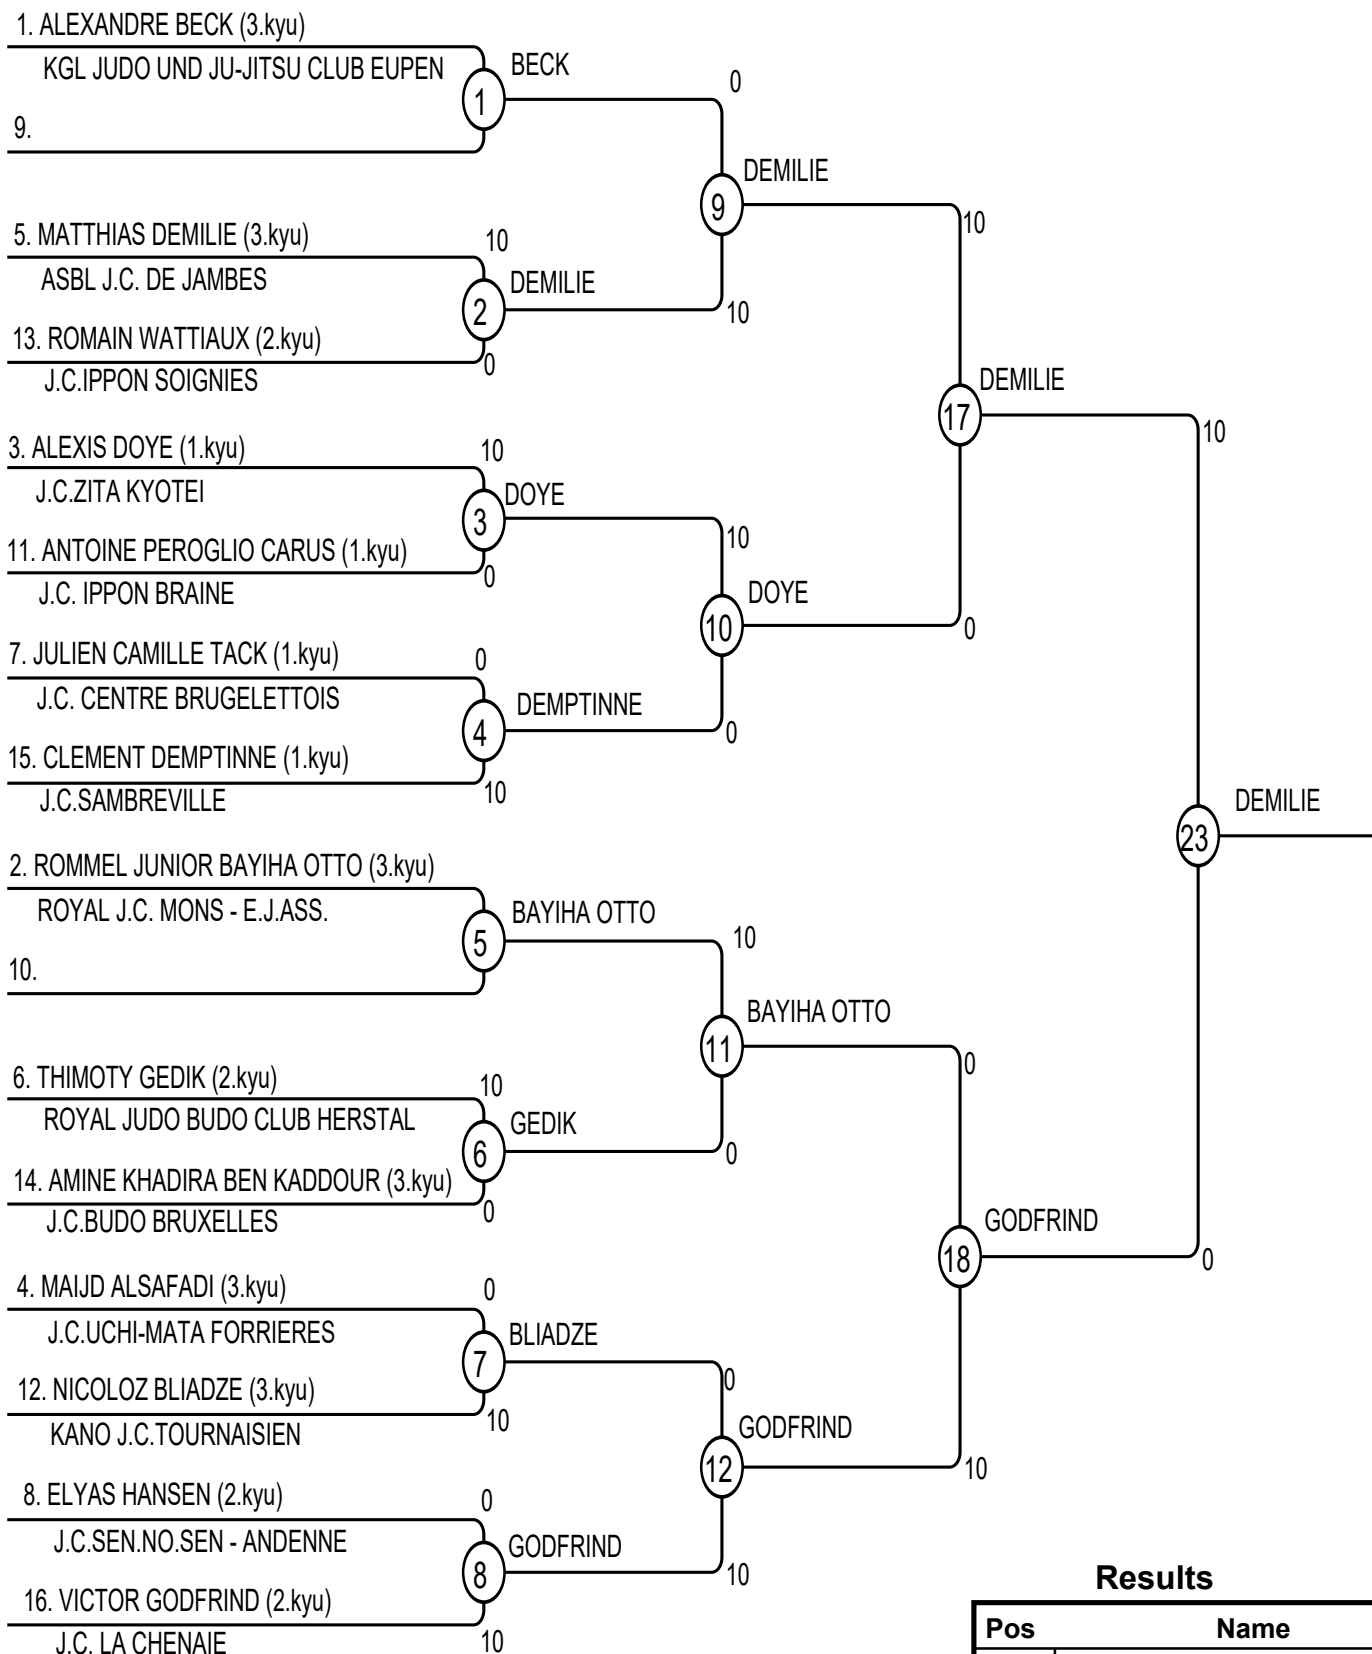 1. ALEXANDRE BECK (3.kyu)
KGL JUDO UND JU-JITSU CLUB EUPEN
9.
1
BECK
0
5. MATTHIAS DEMILIE (3.kyu)
10
ASBL J.C. DE JAMBES
13. ROMAIN WATTIAUX (2.kyu)
0
J.C.IPPON SOIGNIES
2
DEMILIE
10
9
DEMILIE
10
3. ALEXIS DOYE (1.kyu)
10
J.C.ZITA KYOTEI
11. ANTOINE PEROGLIO CARUS (1.kyu)
0
J.C. IPPON BRAINE
3
DOYE
10
7. JULIEN CAMILLE TACK (1.kyu)
0
J.C. CENTRE BRUGELETTOIS
15. CLEMENT DEMPTINNE (1.kyu)
10
J.C.SAMBREVILLE
4
DEMPTINNE
0
10
DOYE
0
17
DEMILIE
10
2. ROMMEL JUNIOR BAYIHA OTTO (3.kyu)
ROYAL J.C. MONS - E.J.ASS.
10.
5
BAYIHA OTTO
10
6. THIMOTY GEDIK (2.kyu)
10
ROYAL JUDO BUDO CLUB HERSTAL
14. AMINE KHADIRA BEN KADDOUR (3.kyu)
0
J.C.BUDO BRUXELLES
6
GEDIK
0
11
BAYIHA OTTO
0
4. MAIJD ALSAFADI (3.kyu)
0
J.C.UCHI-MATA FORRIERES
12. NICOLOZ BLIADZE (3.kyu)
10
KANO J.C.TOURNAISIEN
7
BLIADZE
0
8. ELYAS HANSEN (2.kyu)
0
J.C.SEN.NO.SEN - ANDENNE
16. VICTOR GODFRIND (2.kyu)
10
J.C. LA CHENAIE
8
GODFRIND
10
12
GODFRIND
10
18
GODFRIND
0
23
DEMILIE
Results
Pos Name